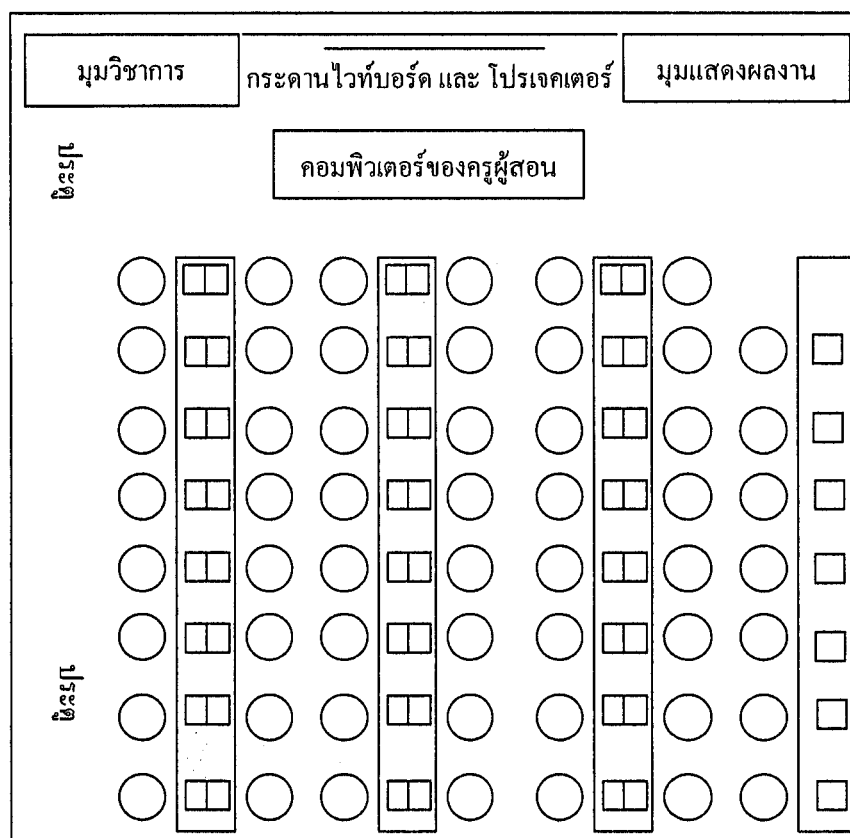 มุมวิชาการ
กระดานไวท์บอร์ด และ โปรเจคเตอร์
มุมแสดงผลงาน
ประตู
คอมพิวเตอร์ของครูผู้สอน
ประตู